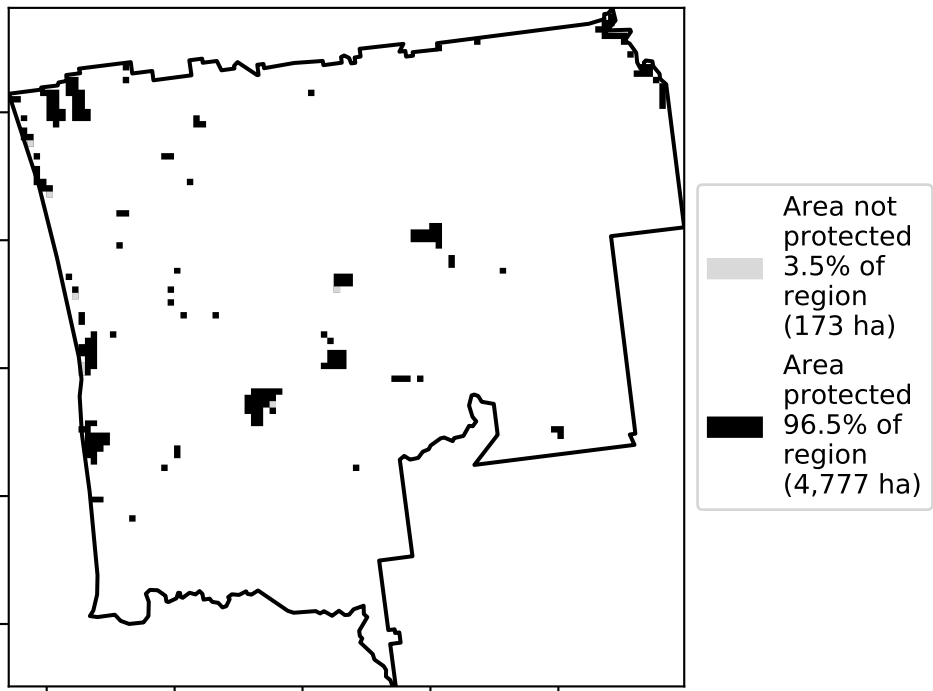 Area not
protected
3.5% of
region
(173 ha)
Area
protected
96.5% of
region
(4,777 ha)